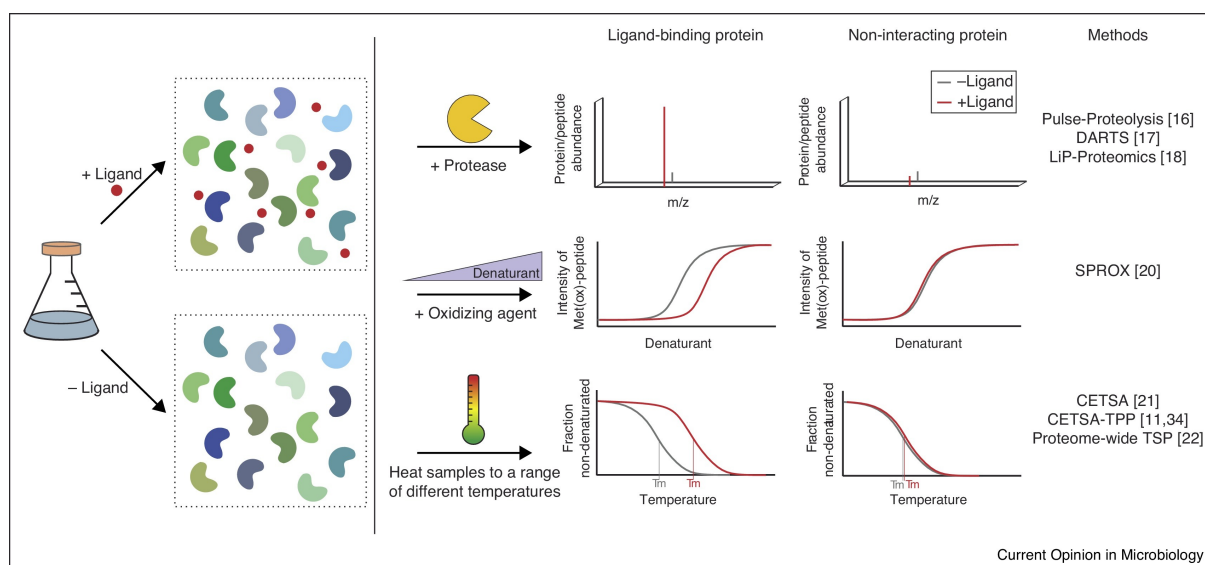 Ligand-binding protein
Non-interacting protein
Methods
–Ligand
+Ligand
+ Protease
Protein/peptide
abundance
m/z
Protein/peptide
abundance
m/z
Pulse-Proteolysis [16]
DARTS [17]
LiP-Proteomics [18]
+ Ligand
– Ligand
Denaturant
+ Oxidizing agent
Intensity of
Met(ox)-peptide
Denaturant
Intensity of
Met(ox)-peptide
Denaturant
SPROX [20]
Heat samples to a range
of different temperatures
Fraction
non-denaturated
Tm
Tm
Temperature
Fraction
non-denaturated
Tm
Tm
Temperature
CETSA [21]
CETSA-TPP [11,34]
Proteome-wide TSP [22]
Current Opinion in Microbiology